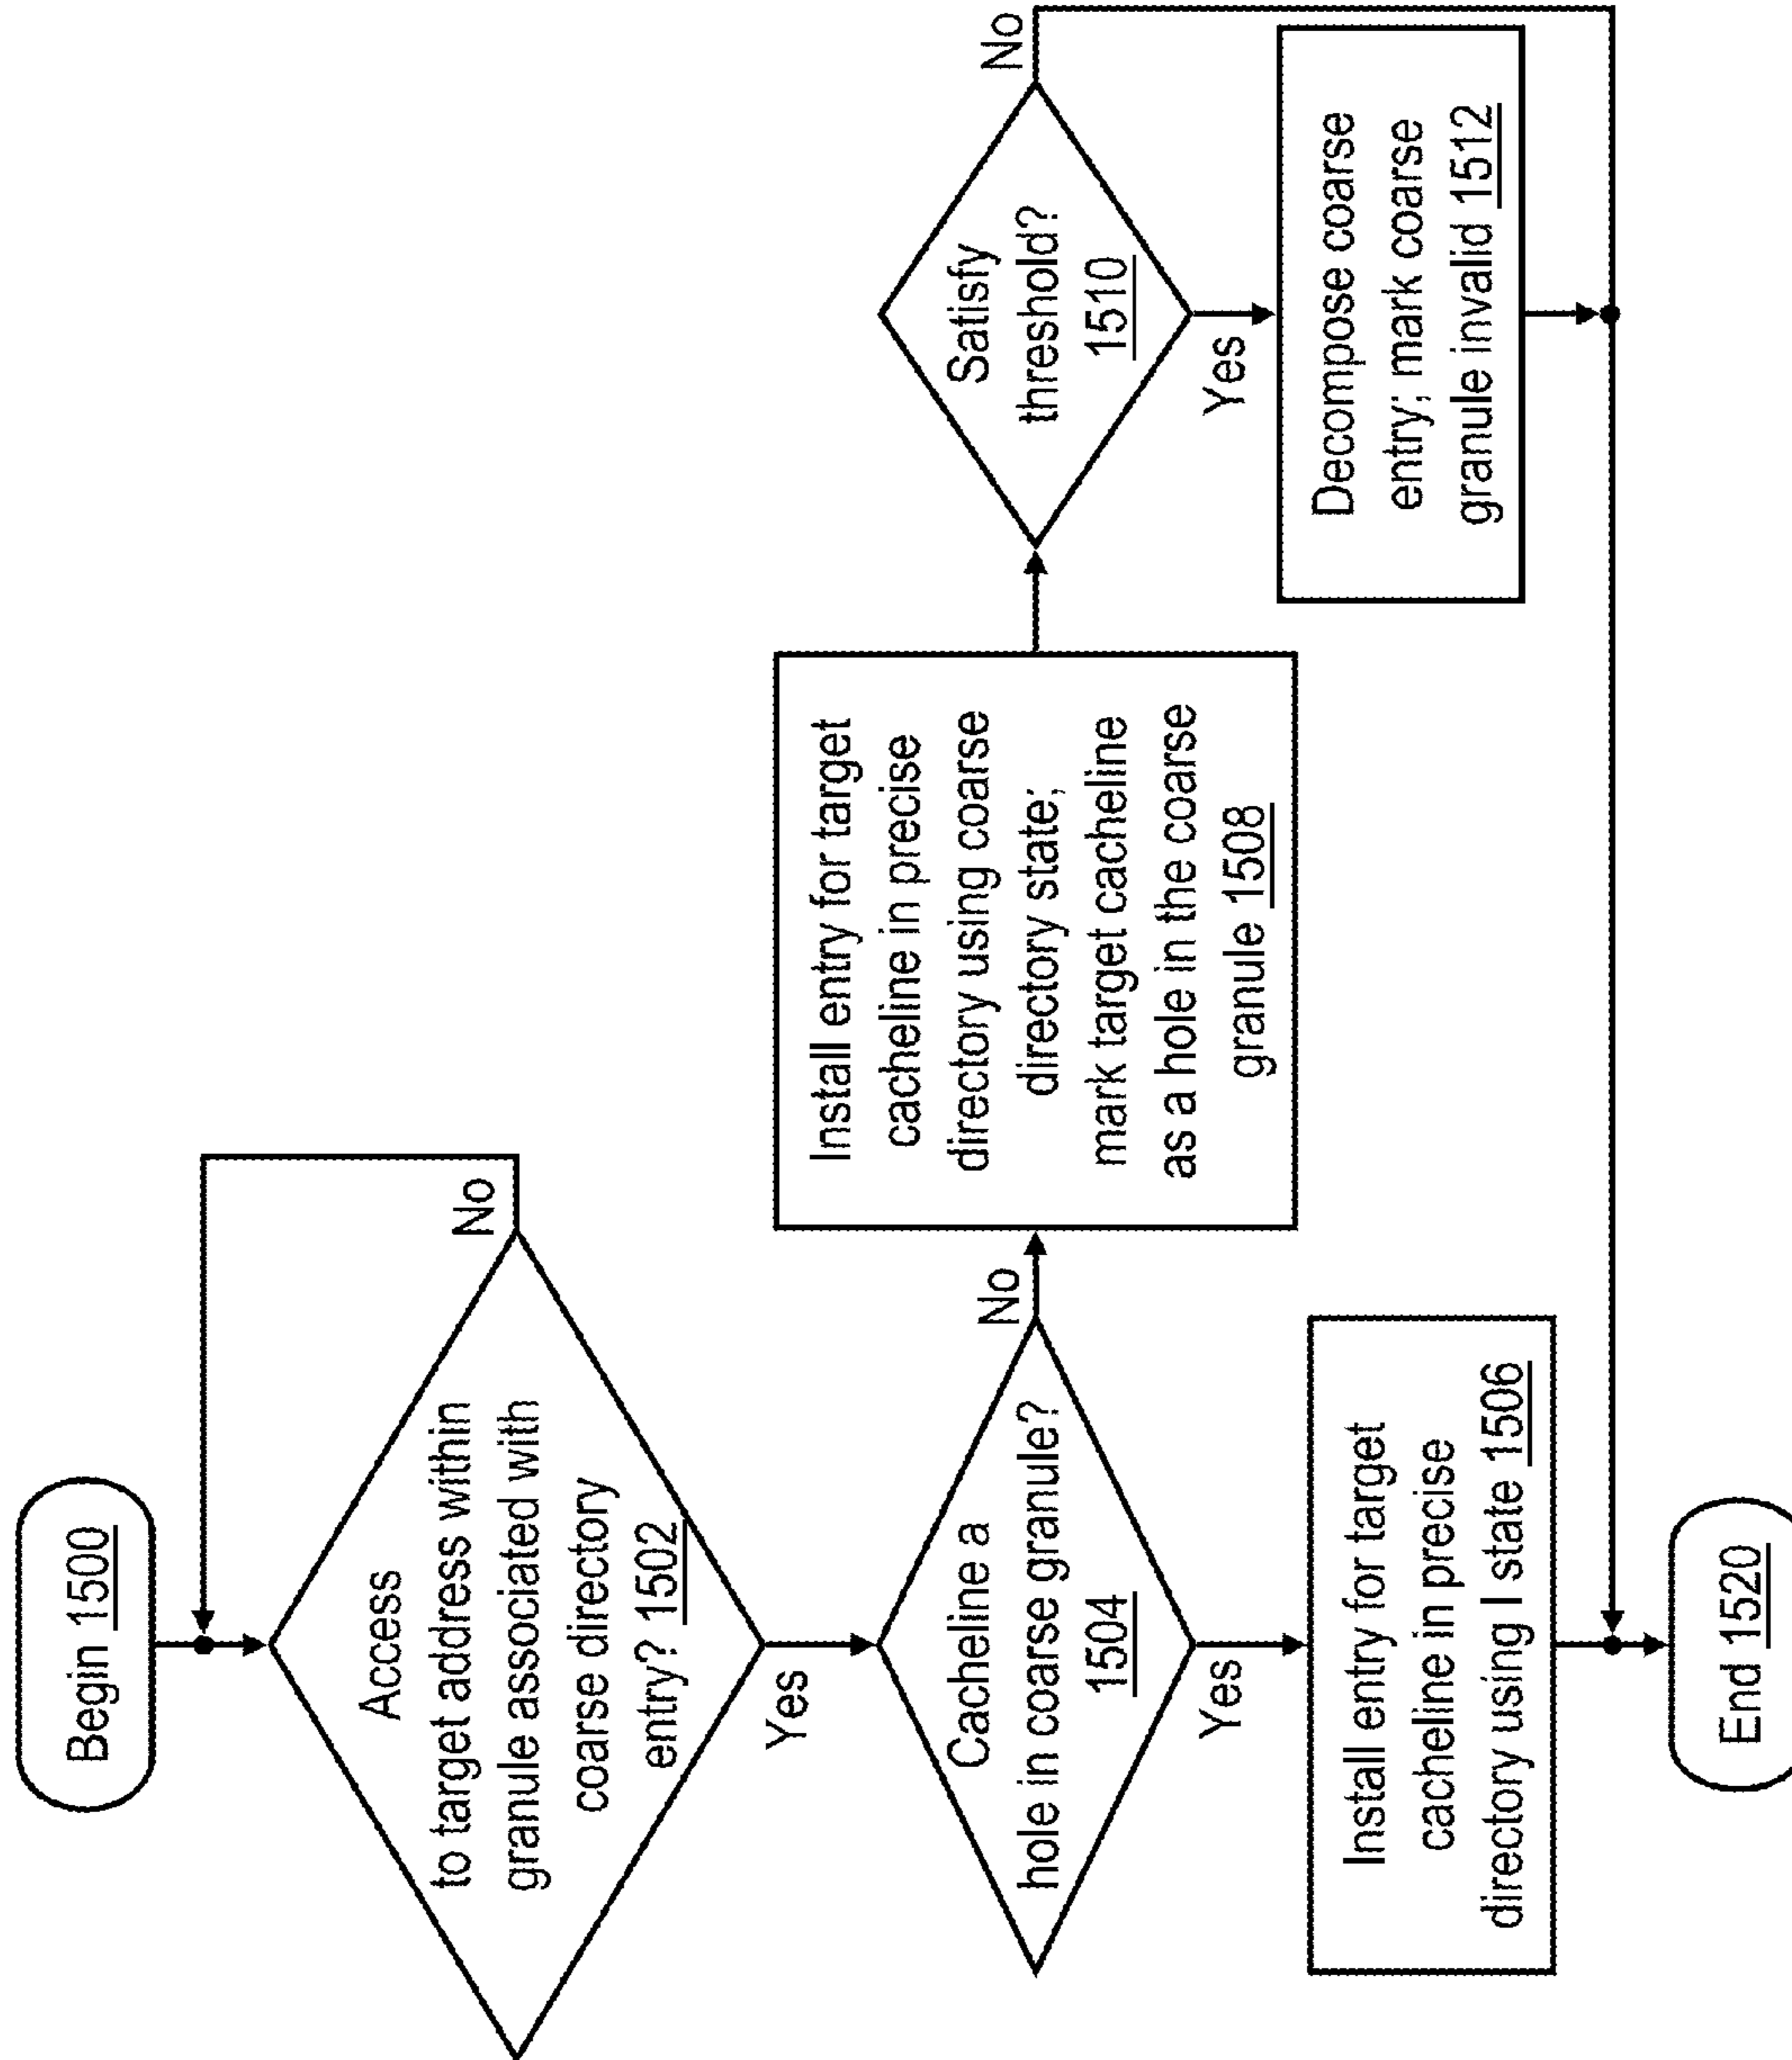 Begin 1500
Access
to target address within
granule associated with
coarse directory
entry? 1502
No
Yes
Cacheline a
hole in coarse granule?
1504
No
Yes
Install entry for target
cacheline in precise
directory using I state 1506
Install entry for target
cacheline in precise
directory using coarse
directory state;
mark target cacheline
as a hole in the coarse
granule 1508
Satisfy
threshold?
1510
No
Yes
Decompose coarse
entry; mark coarse
granule invalid 1512
End 1520